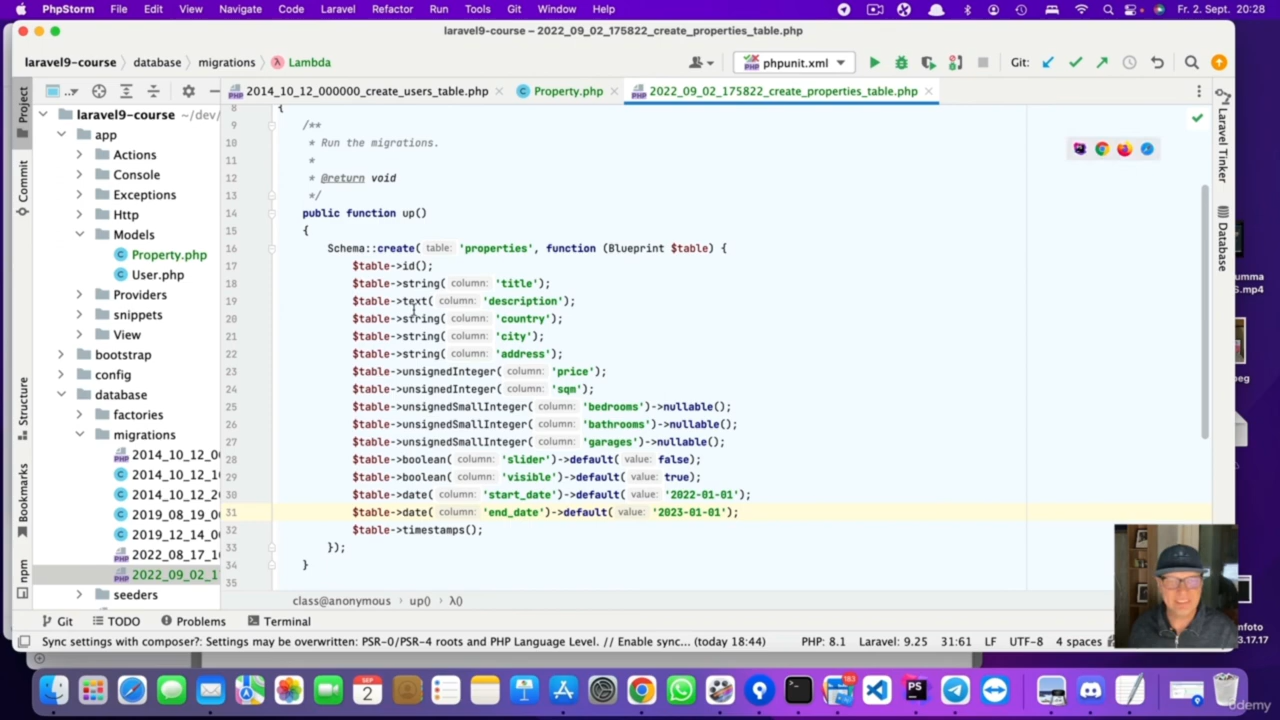 PhpStorm File Edit View Navigate Code Laravel Refactor Run Tools Git Window Help Fr. 2. Sept. 20:28
laravel9-course – 2022_09_02_175822_create_properties_table.php
laravel9-course database migrations Lambda phpunit.xml Git:
2014_10_12_000000_create_users_table.php Property.php 2022_09_02_175822_create_properties_table.php
Project
Commit
Structure
Bookmarks
npm
laravel9-course ~/dev/
app
Actions
Console
Exceptions
Http
Models
Property.php
User.php
Providers
snippets
View
bootstrap
config
database
factories
migrations
2014_10_12_0
2014_10_12_1
2014_10_12_2
2019_08_19_0
2019_12_14_0
2022_08_17_1
2022_09_02_1
seeders
8 {
9 /**
10 * Run the migrations.
11 *
12 * @return void
13 */
14 public function up()
15 {
16 Schema::create( table: 'properties', function (Blueprint $table) {
17 $table->id();
18 $table->string( column: 'title');
19 $table->text( column: 'description');
20 $table->string( column: 'country');
21 $table->string( column: 'city');
22 $table->string( column: 'address');
23 $table->unsignedInteger( column: 'price');
24 $table->unsignedInteger( column: 'sqm');
25 $table->unsignedSmallInteger( column: 'bedrooms')->nullable();
26 $table->unsignedSmallInteger( column: 'bathrooms')->nullable();
27 $table->unsignedSmallInteger( column: 'garages')->nullable();
28 $table->boolean( column: 'slider')->default( value: false);
29 $table->boolean( column: 'visible')->default( value: true);
30 $table->date( column: 'start_date')->default( value: '2022-01-01');
31 $table->date( column: 'end_date')->default( value: '2023-01-01');
32 $table->timestamps();
33 });
34 }
35
Laravel Tinker
Database
class@anonymous › up() › λ()
Git TODO Problems Terminal
Sync settings with composer?: Settings may be overwritten: PSR-0/PSR-4 roots and PHP Language Level. // Enable sync... (today 18:44) PHP: 8.1 Laravel: 9.25 31:61 LF UTF-8 4 spaces
S.mp4
peg
nfoto
3.17.17
SEP
2
183
PS
udemy